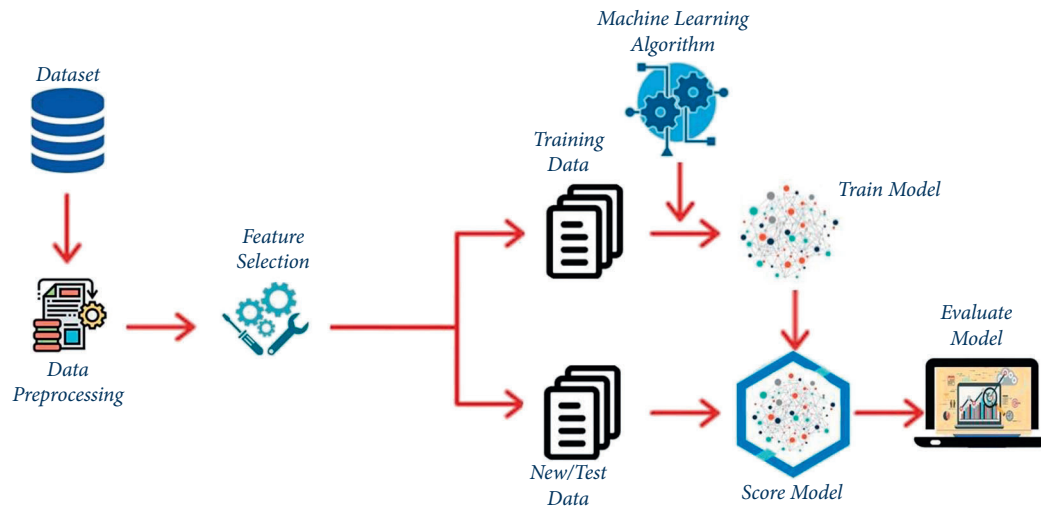 Dataset
Data
Preprocessing
Feature
Selection
Training
Data
Machine Learning
Algorithm
Train Model
New/Test
Data
Score Model
Evaluate
Model